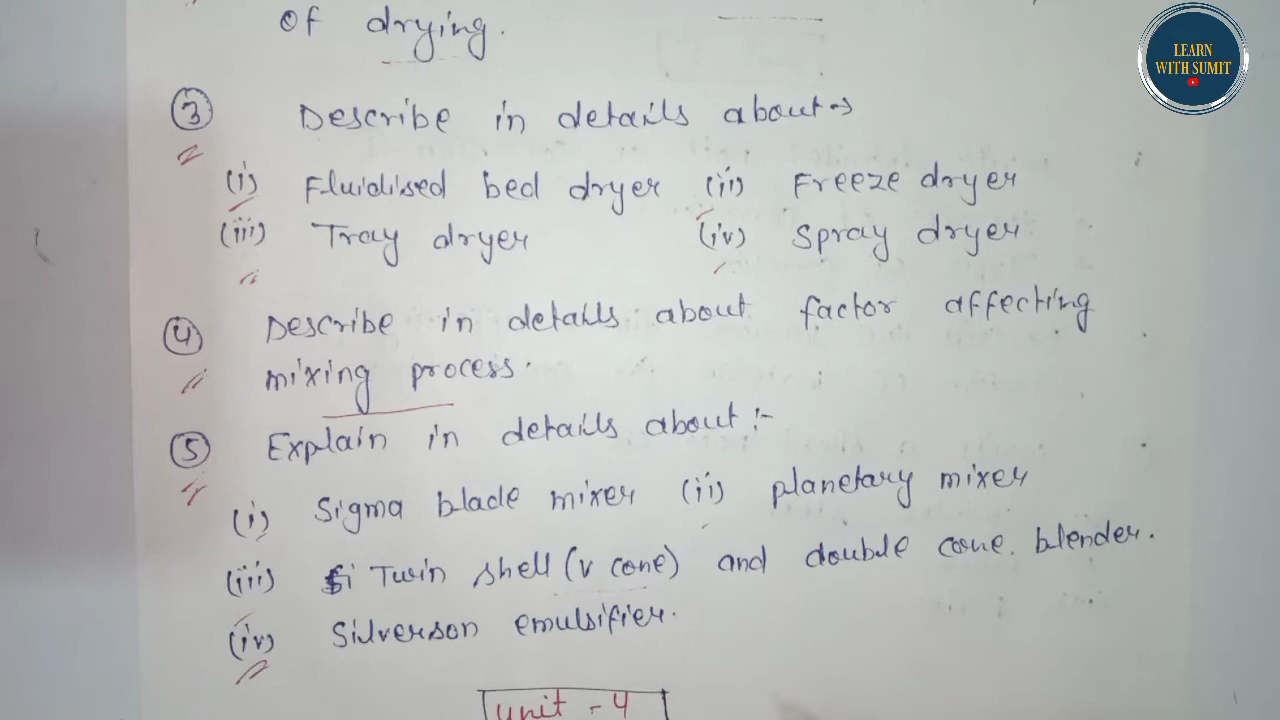 of drying.
③ Describe in details about→
(i) Fluidised bed dryer (ii) Freeze dryer
(iii) Tray dryer (iv) Spray dryer
④ Describe in details about factor affecting
mixing process.
⑤ Explain in details about :-
(i) Sigma blade mixer (ii) planetary mixer
(iii) Twin shell (v cone) and double cone. blender.
(iv) Silverson emulsifier.
unit - 4
LEARN
WITH SUMIT